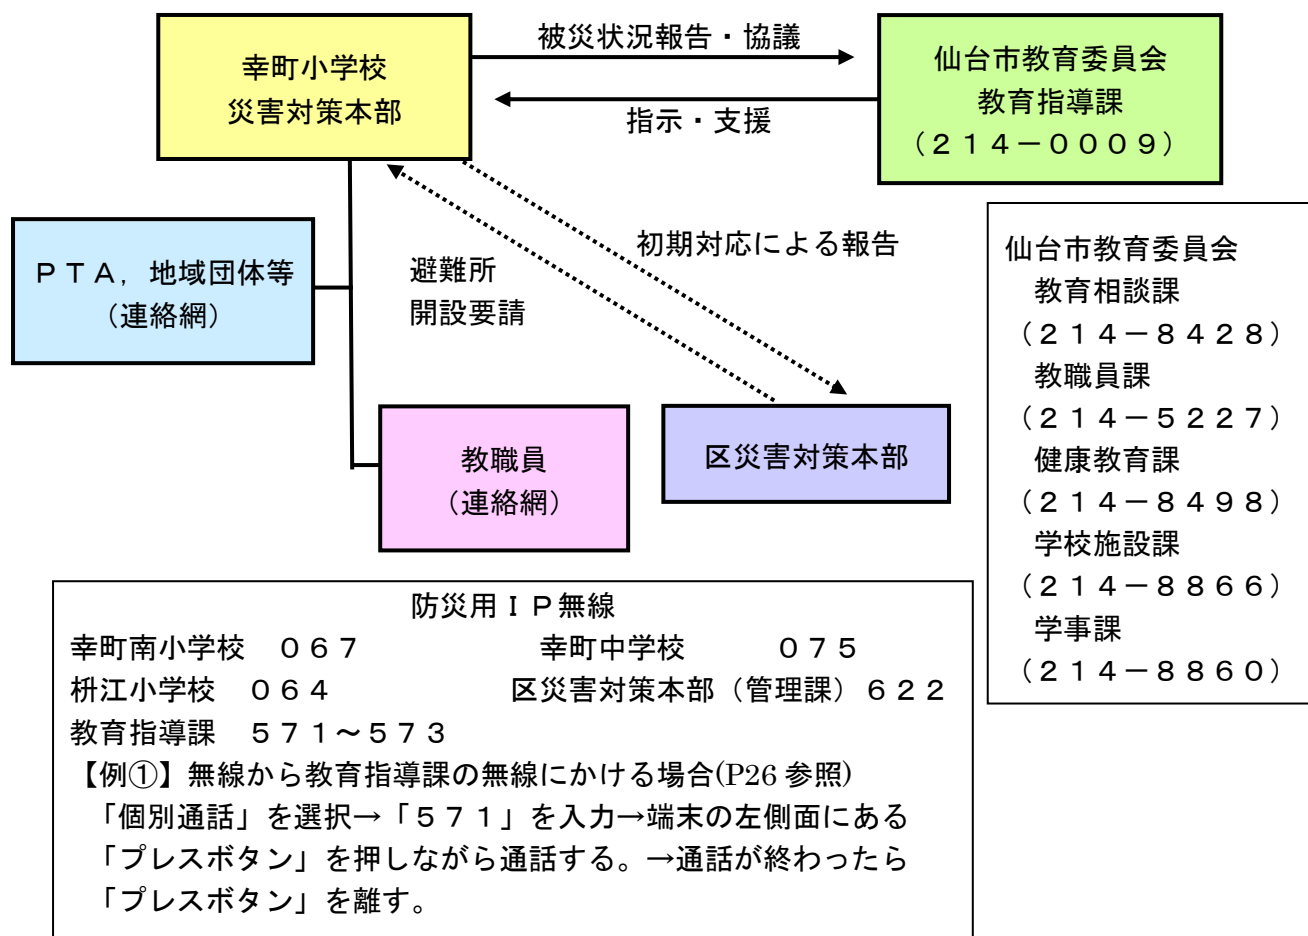 幸町小学校
災害対策本部
被災状況報告・協議
指示・支援
仙台市教育委員会
教育指導課
（２１４－０００９）
ＰＴＡ，地域団体等
（連絡網）
避難所
開設要請
初期対応による報告
教職員
（連絡網）
区災害対策本部
仙台市教育委員会
教育相談課
（２１４－８４２８）
教職員課
（２１４－５２２７）
健康教育課
（２１４－８４９８）
学校施設課
（２１４－８８６６）
学事課
（２１４－８８６０）
防災用ＩＰ無線
幸町南小学校　０６７　幸町中学校　０７５
枡江小学校　０６４　区災害対策本部（管理課）６２２
教育指導課　５７１～５７３
【例①】無線から教育指導課の無線にかける場合(P26 参照)
「個別通話」を選択→「５７１」を入力→端末の左側面にある
「プレスボタン」を押しながら通話する。→通話が終わったら
「プレスボタン」を離す。